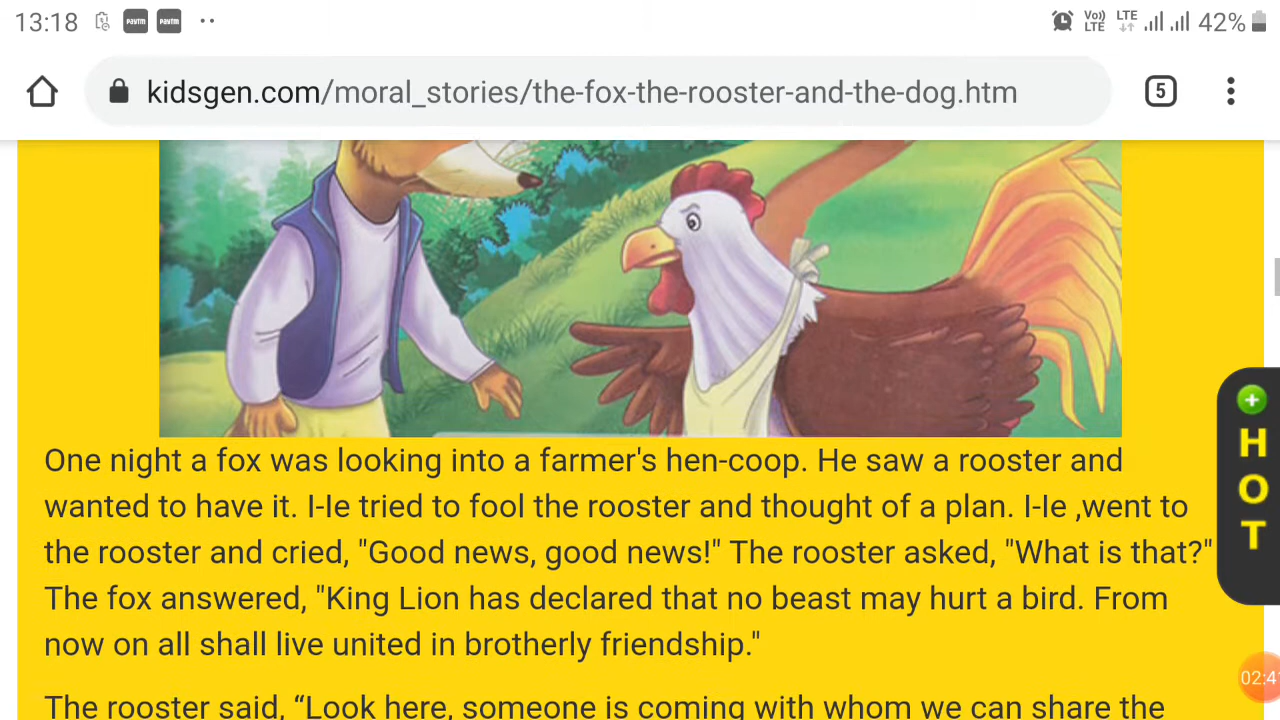 13:18 Paytm Paytm Vo)) LTE LTE 42%
kidsgen.com/moral_stories/the-fox-the-rooster-and-the-dog.htm 5
One night a fox was looking into a farmer's hen-coop. He saw a rooster and
wanted to have it. I-Ie tried to fool the rooster and thought of a plan. I-Ie ,went to
the rooster and cried, "Good news, good news!" The rooster asked, "What is that?"
The fox answered, "King Lion has declared that no beast may hurt a bird. From
now on all shall live united in brotherly friendship."
The rooster said, “Look here, someone is coming with whom we can share the
HOT